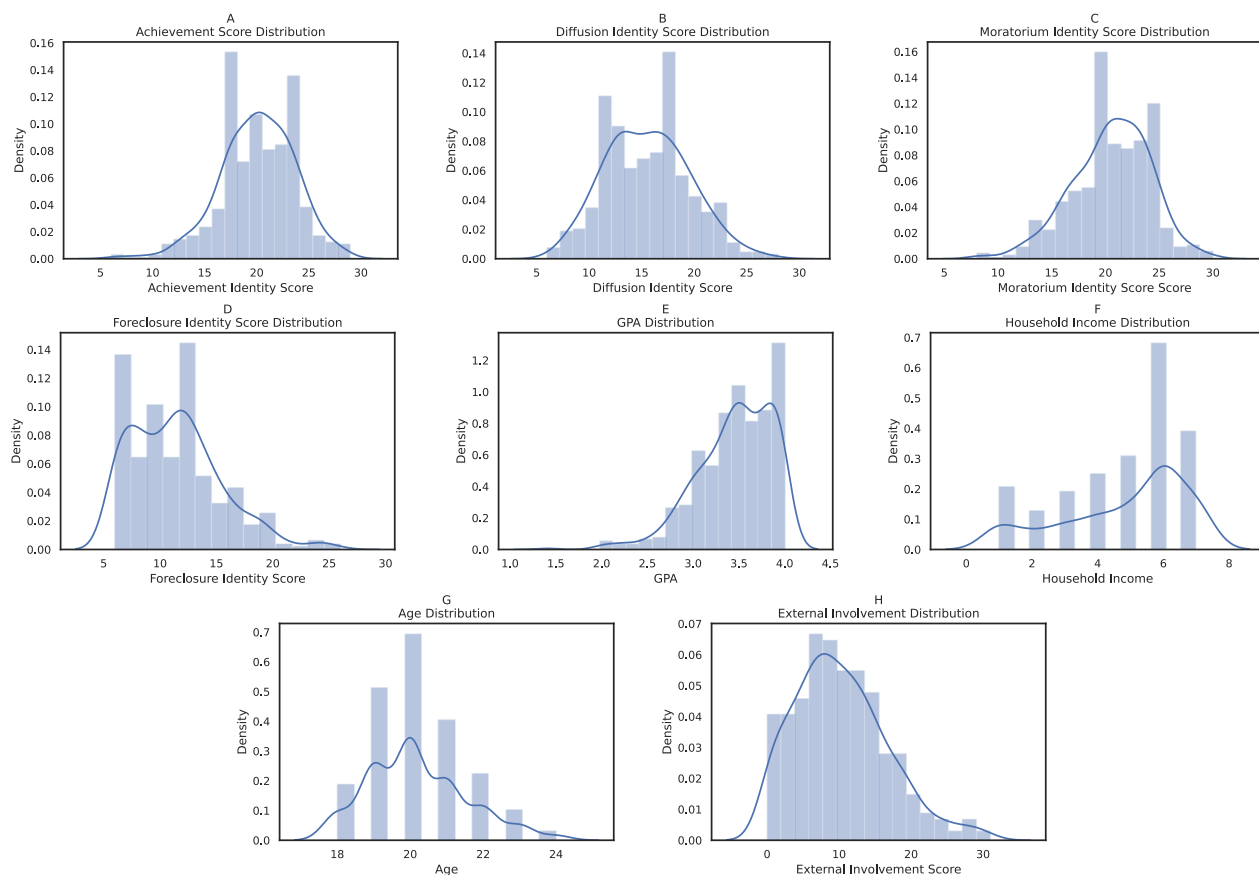 A
Achievement Score Distribution
0.16
0.14
0.12
0.10
0.08
0.06
0.04
0.02
0.00
Density
5 10 15 20 25 30
Achievement Identity Score
B
Diffusion Identity Score Distribution
0.14
0.12
0.10
0.08
0.06
0.04
0.02
0.00
Density
5 10 15 20 25 30
Diffusion Identity Score
C
Moratorium Identity Score Distribution
0.16
0.14
0.12
0.10
0.08
0.06
0.04
0.02
0.00
Density
5 10 15 20 25 30
Moratorium Identity Score Score
D
Foreclosure Identity Score Distribution
0.14
0.12
0.10
0.08
0.06
0.04
0.02
0.00
Density
5 10 15 20 25 30
Foreclosure Identity Score
E
GPA Distribution
1.2
1.0
0.8
0.6
0.4
0.2
0.0
Density
1.0 1.5 2.0 2.5 3.0 3.5 4.0 4.5
GPA
F
Household Income Distribution
0.7
0.6
0.5
0.4
0.3
0.2
0.1
0.0
Density
0 2 4 6 8
Household Income
G
Age Distribution
0.7
0.6
0.5
0.4
0.3
0.2
0.1
0.0
Density
18 20 22 24
Age
H
External Involvement Distribution
0.07
0.06
0.05
0.04
0.03
0.02
0.01
0.00
Density
0 10 20 30
External Involvement Score